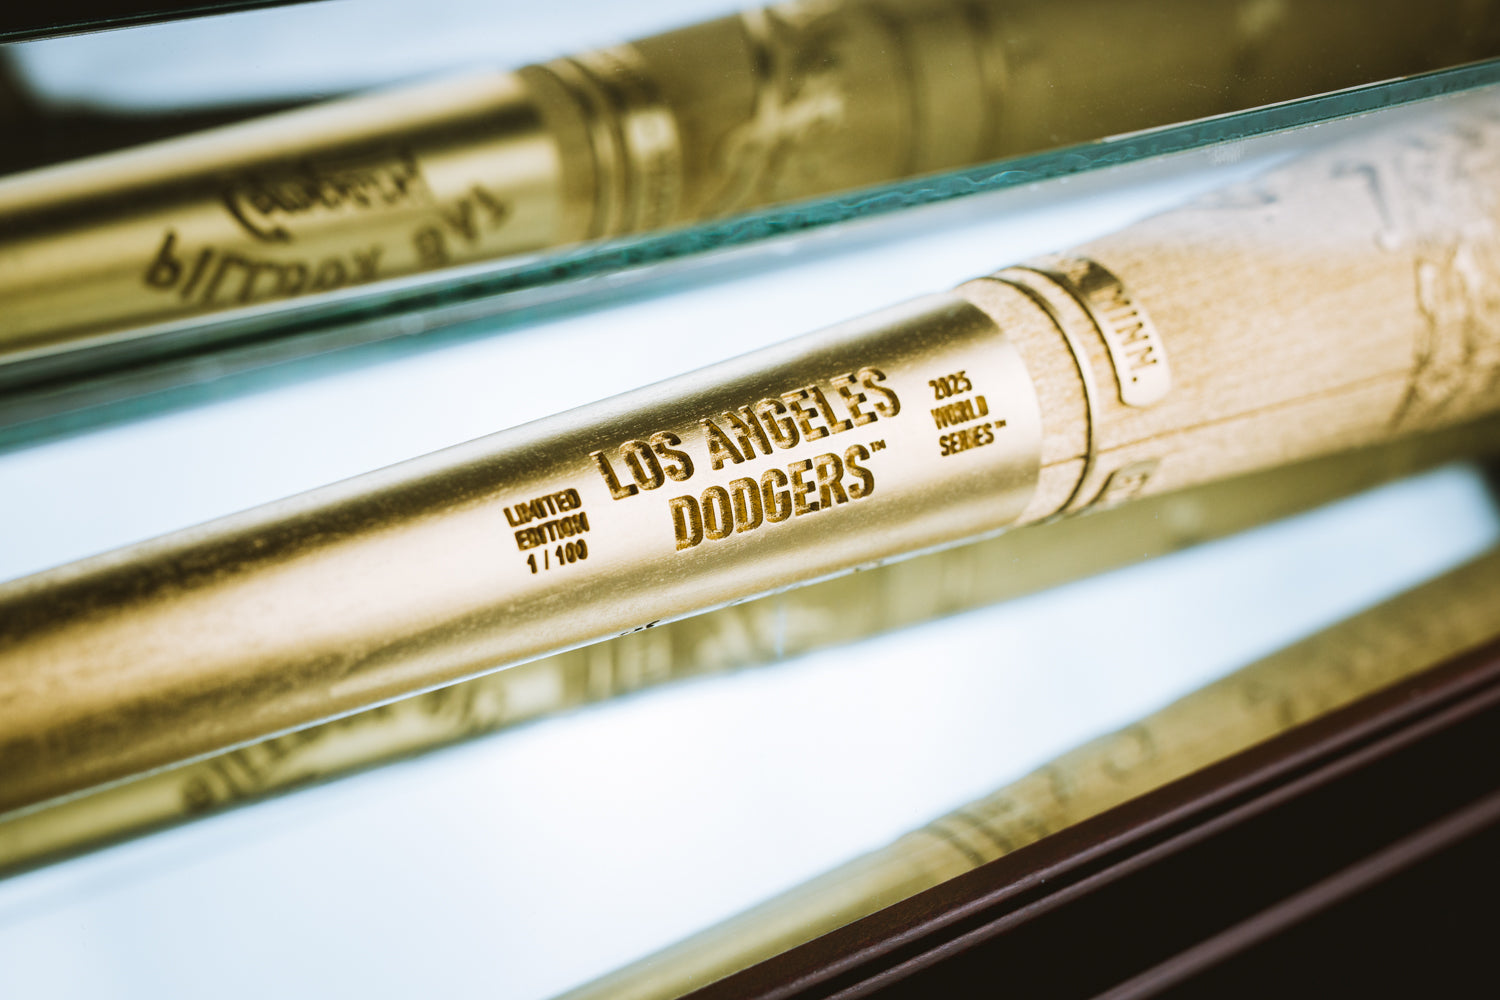 LIMITED
EDITION
1 / 100
LOS ANGELES
DODGERS™
2025
WORLD
SERIES™
MINN.